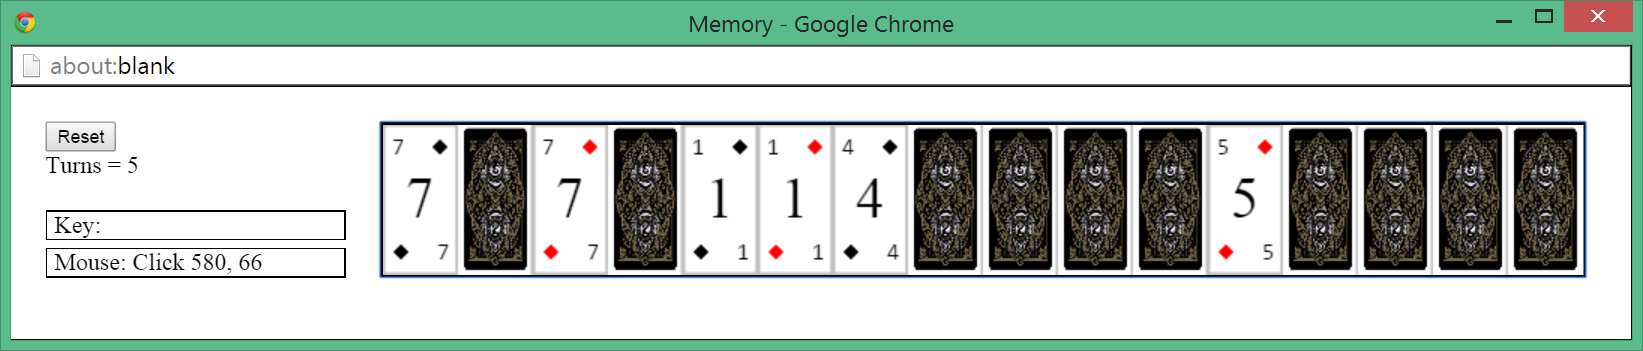 Memory - Google Chrome
about:blank
Reset
Turns = 5
Key:
Mouse: Click 580, 66
7 ◆ 7 ◆ 1 ◆ 1 ◆ 4 ◆ 5 ◆
7 7 1 1 4 5
◆ 7 ◆ 7 ◆ 1 ◆ 1 ◆ 4 ◆ 5